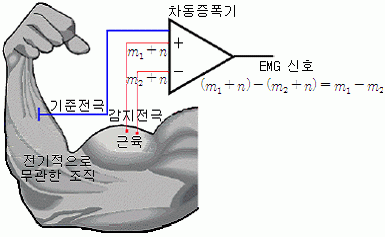 차동증폭기
m₁+n
+
m₂+n
−
EMG 신호
(m₁+n)−(m₂+n)=m₁−m₂
기준전극
감지전극
근육
전기적으로
무관한 조직